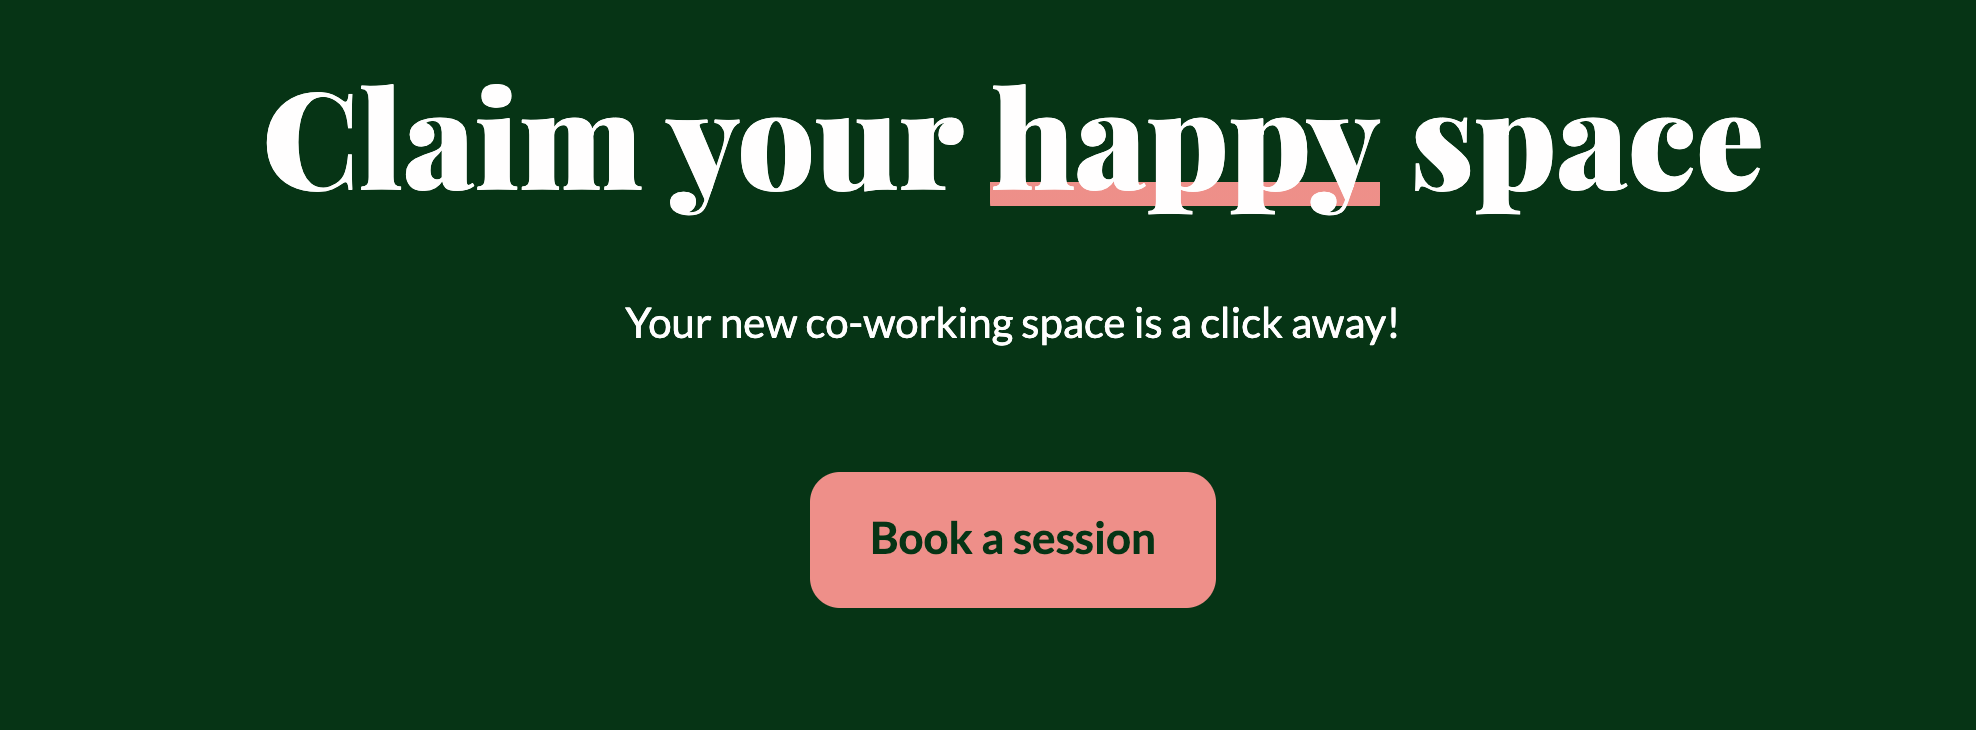 Claim your happy space
Your new co-working space is a click away!
Book a session